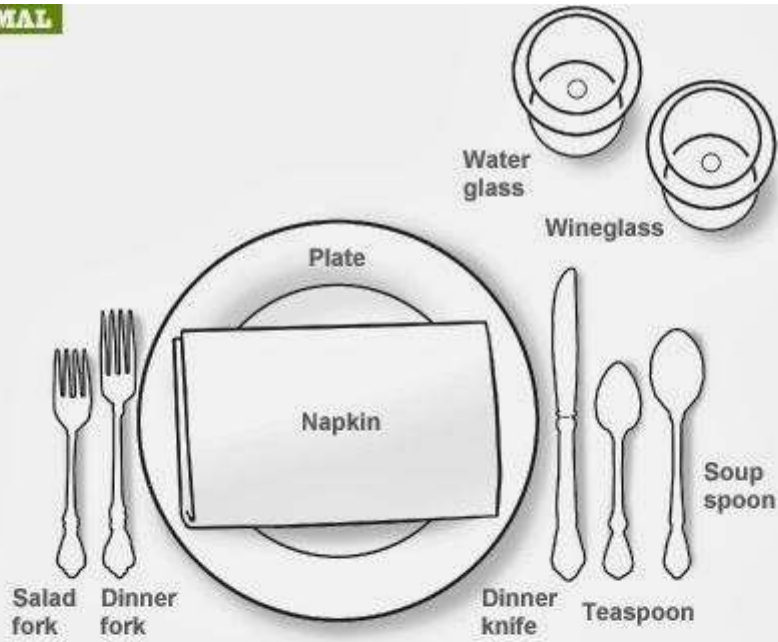 MAL
Water
glass
Wineglass
Plate
Napkin
Soup
spoon
Salad
fork
Dinner
fork
Dinner
knife
Teaspoon